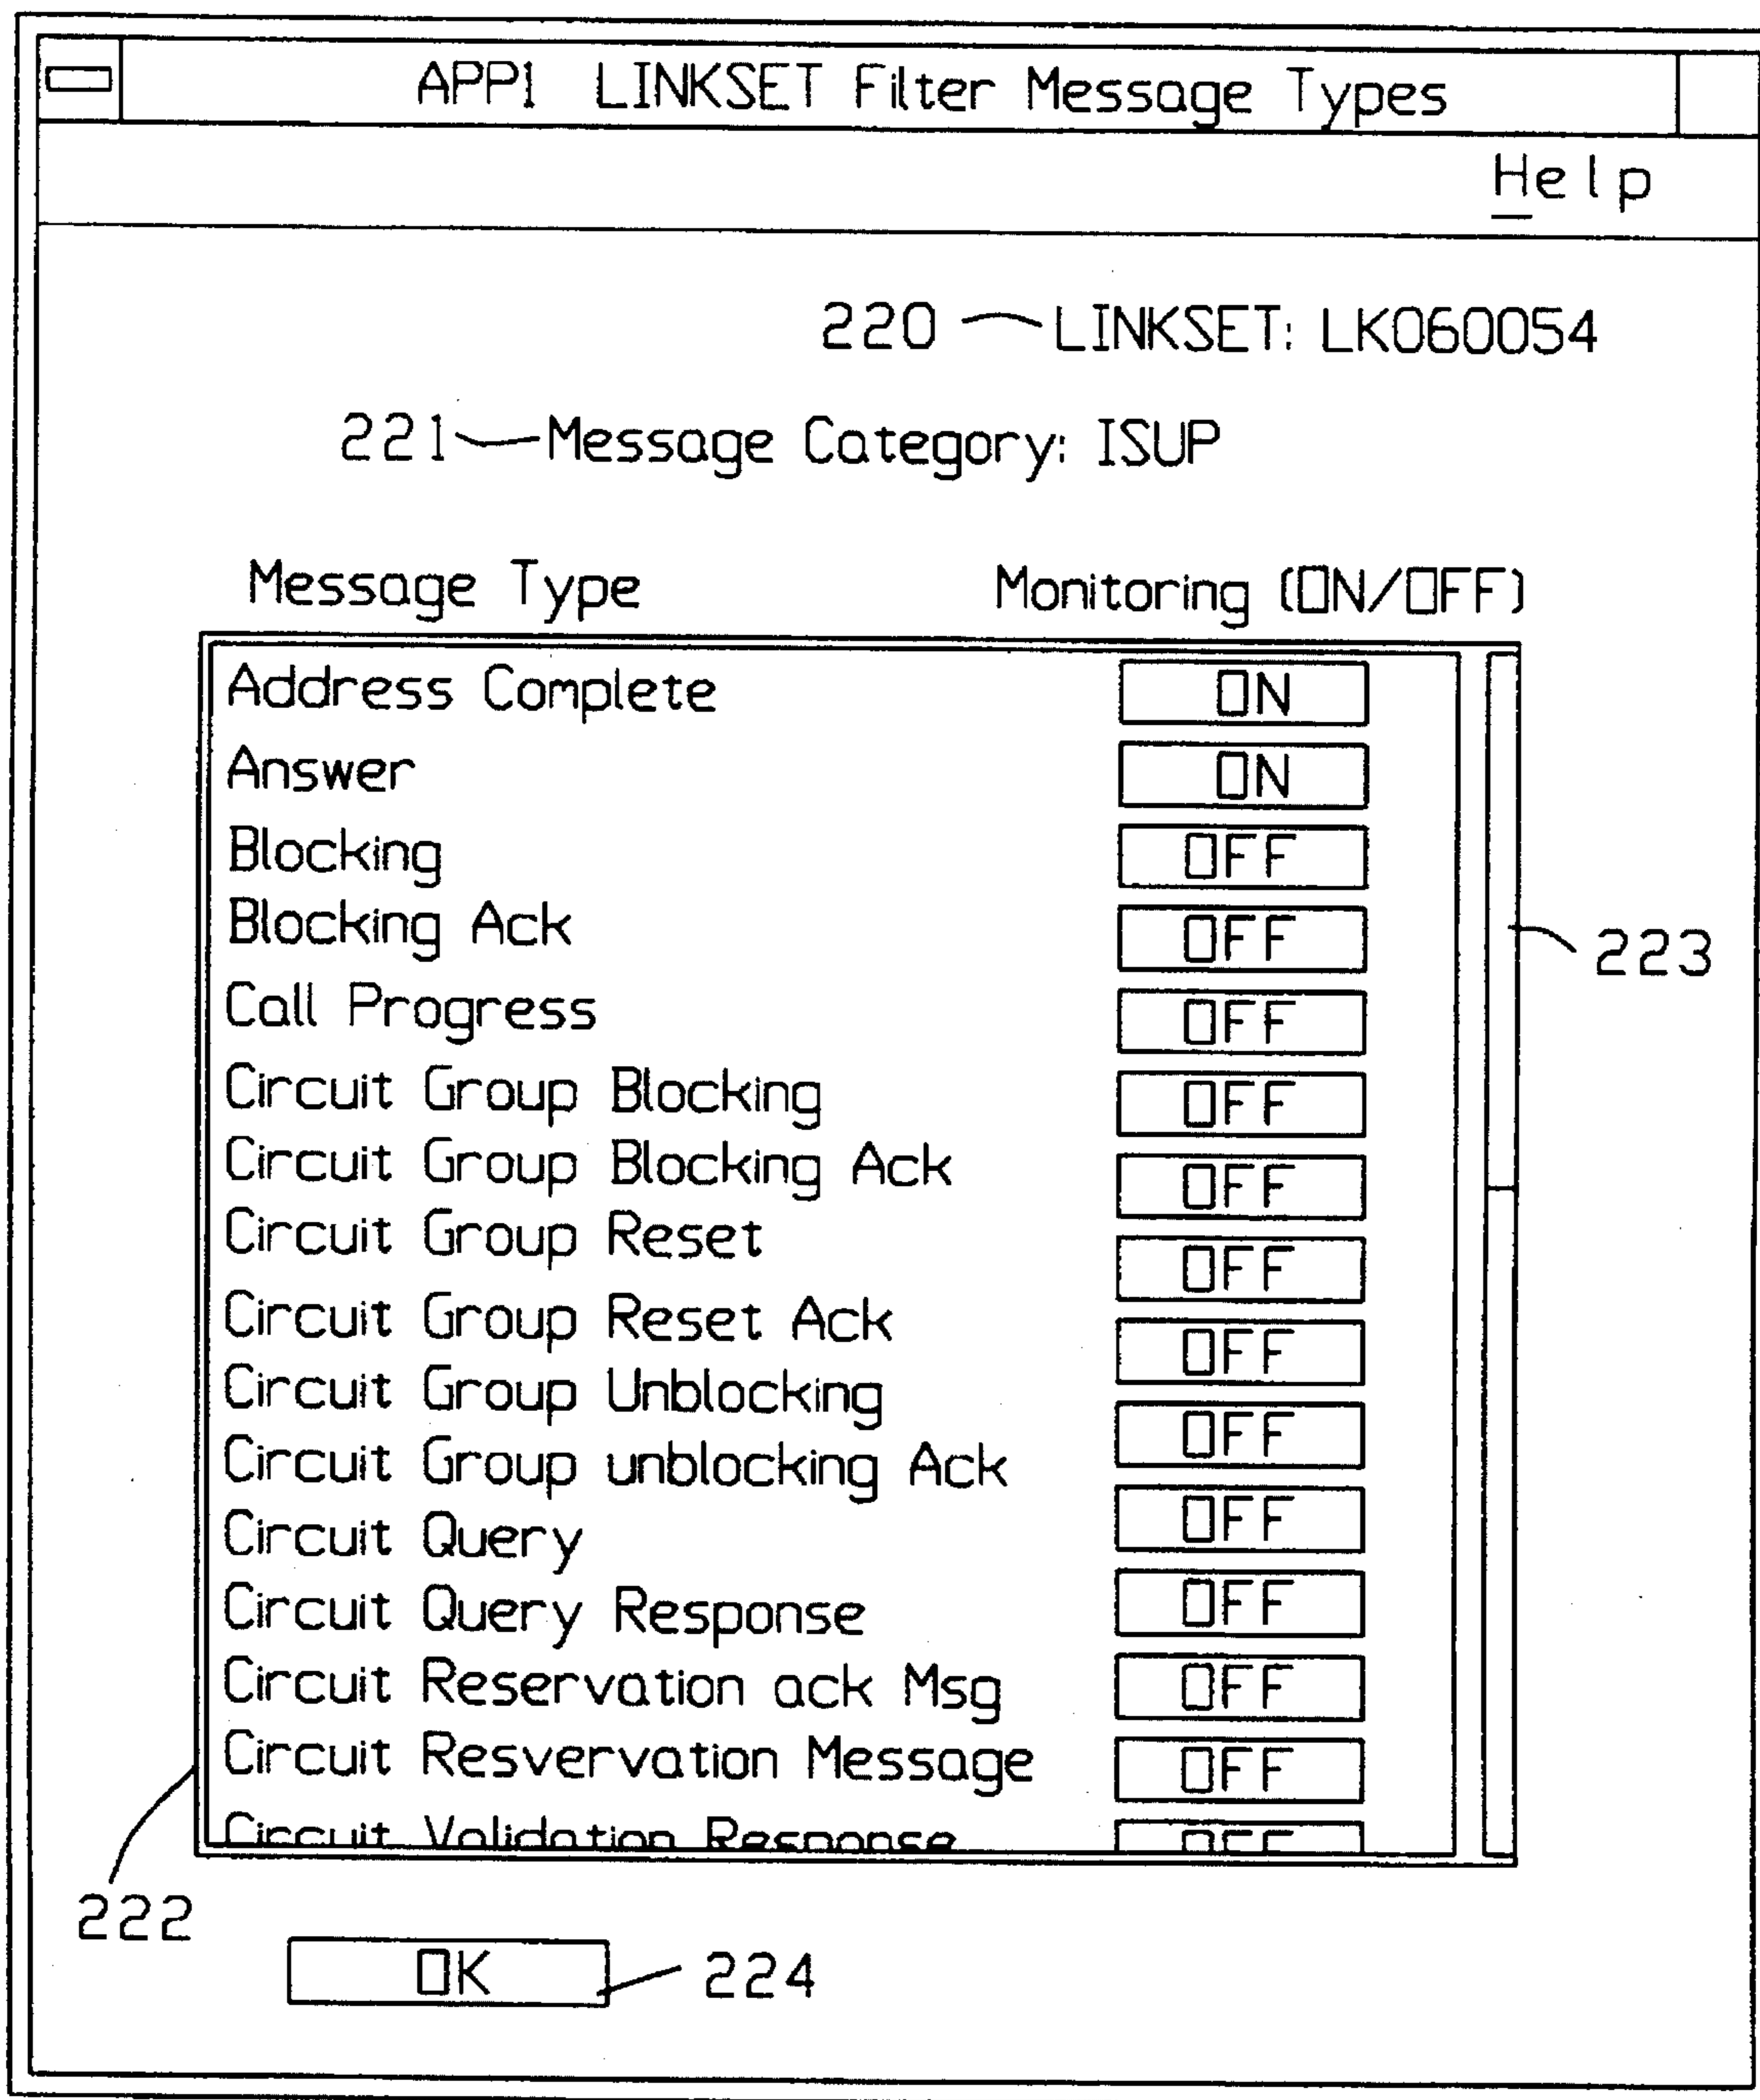 APP1 LINKSET Filter Message Types
Help
220 LINKSET: LK060054
221 Message Category: ISUP
Message Type Monitoring (ON/OFF)
Address Complete ON
Answer ON
Blocking OFF
Blocking Ack OFF
Call Progress OFF
Circuit Group Blocking OFF
Circuit Group Blocking Ack OFF
Circuit Group Reset OFF
Circuit Group Reset Ack OFF
Circuit Group Unblocking OFF
Circuit Group unblocking Ack OFF
Circuit Query OFF
Circuit Query Response OFF
Circuit Reservation ack Msg OFF
Circuit Resvervation Message OFF
Circuit Validation Response OFF
223
222
OK 224